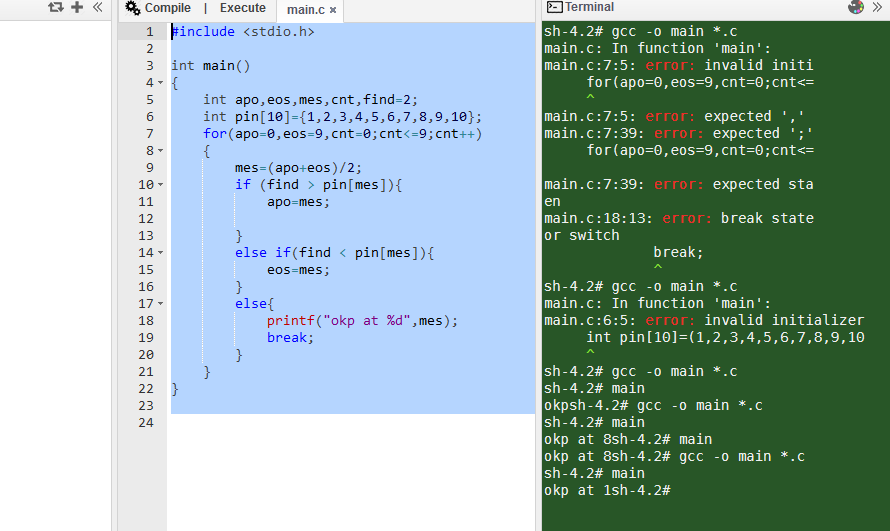 Compile | Execute main.c ×
1 #include <stdio.h>
2
3 int main()
4 {
5 int apo,eos,mes,cnt,find=2;
6 int pin[10]={1,2,3,4,5,6,7,8,9,10};
7 for(apo=0,eos=9,cnt=0;cnt<=9;cnt++)
8 {
9 mes=(apo+eos)/2;
10 if (find > pin[mes]){
11 apo=mes;
12
13 }
14 else if(find < pin[mes]){
15 eos=mes;
16 }
17 else{
18 printf("okp at %d",mes);
19 break;
20 }
21 }
22 }
23
24
Terminal
sh-4.2# gcc -o main *.c
main.c: In function 'main':
main.c:7:5: error: invalid initi
for(apo=0,eos=9,cnt=0;cnt<=
^
main.c:7:5: error: expected ','
main.c:7:39: error: expected ';'
for(apo=0,eos=9,cnt=0;cnt<=
main.c:7:39: error: expected sta
en
main.c:18:13: error: break state
or switch
break;
^
sh-4.2# gcc -o main *.c
main.c: In function 'main':
main.c:6:5: error: invalid initializer
int pin[10]=(1,2,3,4,5,6,7,8,9,10
^
sh-4.2# gcc -o main *.c
sh-4.2# main
okpsh-4.2# gcc -o main *.c
sh-4.2# main
okp at 8sh-4.2# main
okp at 8sh-4.2# gcc -o main *.c
sh-4.2# main
okp at 1sh-4.2#